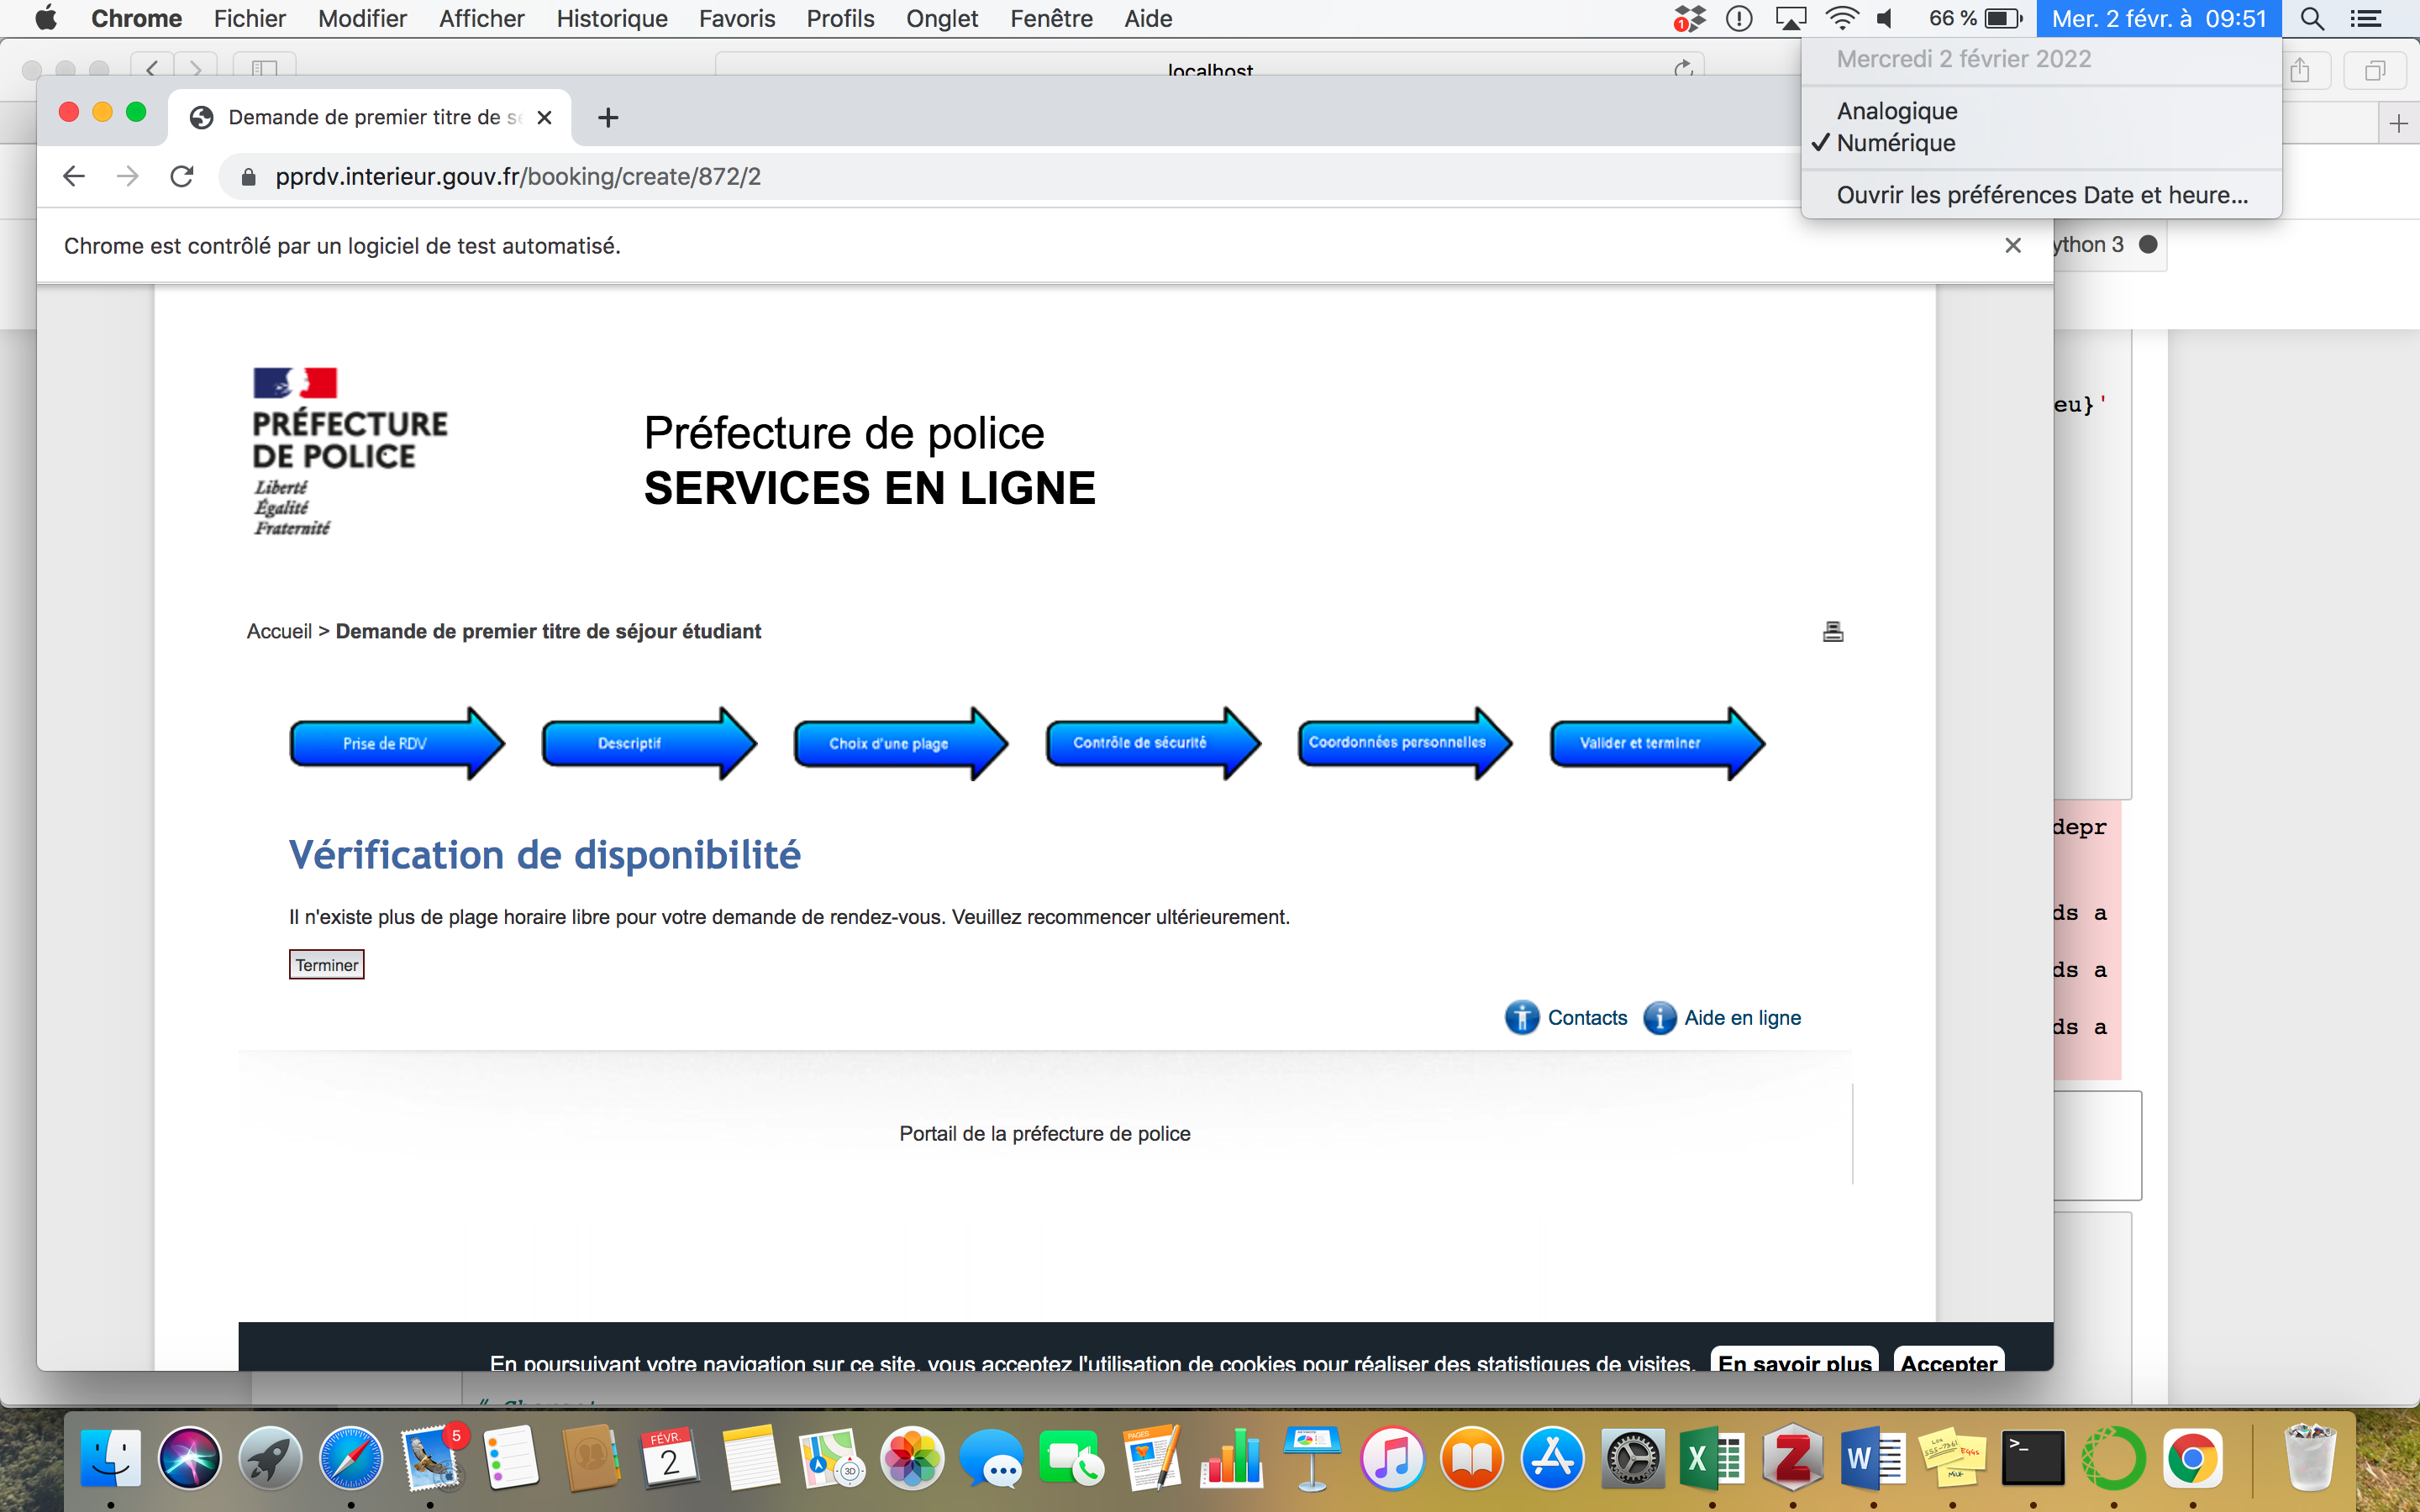 Chrome Fichier Modifier Afficher Historique Favoris Profils Onglet Fenêtre Aide 1 66 % Mer. 2 févr. à 09:51
localhost
Mercredi 2 février 2022
Analogique
✓ Numérique
Ouvrir les préférences Date et heure...
Demande de premier titre de s
pprdv.interieur.gouv.fr/booking/create/872/2
Chrome est contrôlé par un logiciel de test automatisé.
ython 3
eu}'
PRÉFECTURE
DE POLICE
Liberté
Égalité
Fraternité
Préfecture de police
SERVICES EN LIGNE
Accueil > Demande de premier titre de séjour étudiant
Prise de RDV
Descriptif
Choix d'une plage
Contrôle de sécurité
Coordonnées personnelles
Valider et terminer
depr
Vérification de disponibilité
ds a
Il n'existe plus de plage horaire libre pour votre demande de rendez-vous. Veuillez recommencer ultérieurement.
Terminer
ds a
Contacts
Aide en ligne
ds a
Portail de la préfecture de police
En poursuivant votre navigation sur ce site, vous acceptez l'utilisation de cookies pour réaliser des statistiques de visites. En savoir plus Accepter
5
FÉVR.
2
3D
PAGES